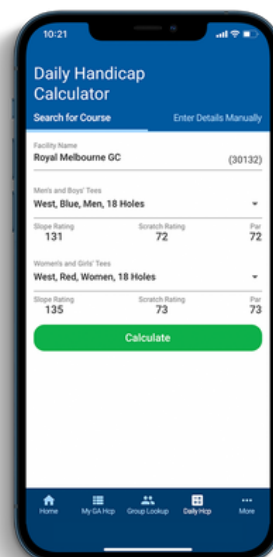 10:21
Daily Handicap
Calculator
Search for Course Enter Details Manually
Facility Name
Royal Melbourne GC (30132)
Men's and Boys' Tees
West, Blue, Men, 18 Holes
Slope Rating Scratch Rating Par
131 72 72
Women's and Girls' Tees
West, Red, Women, 18 Holes
Slope Rating Scratch Rating Par
135 73 73
Calculate
Home My GA Hcp Group Lookup Daily Hcp More